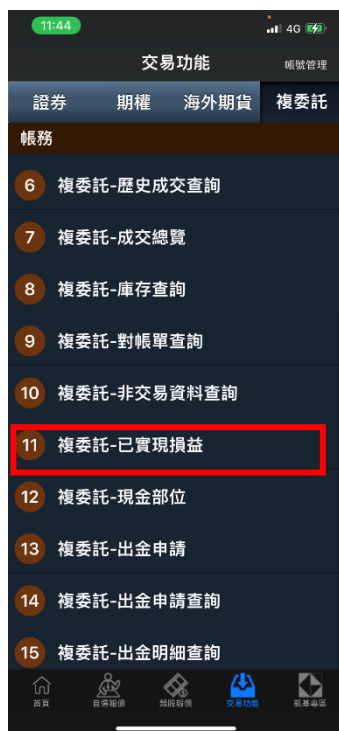 11:44
4G
交易功能
帳號管理
證券 期權 海外期貨 複委託
帳務
6 複委託-歷史成交查詢
7 複委託-成交總覽
8 複委託-庫存查詢
9 複委託-對帳單查詢
10 複委託-非交易資料查詢
11 複委託-已實現損益
12 複委託-現金部位
13 複委託-出金申請
14 複委託-出金申請查詢
15 複委託-出金明細查詢
首頁 自選報價 類股報價 交易功能 凱基專區